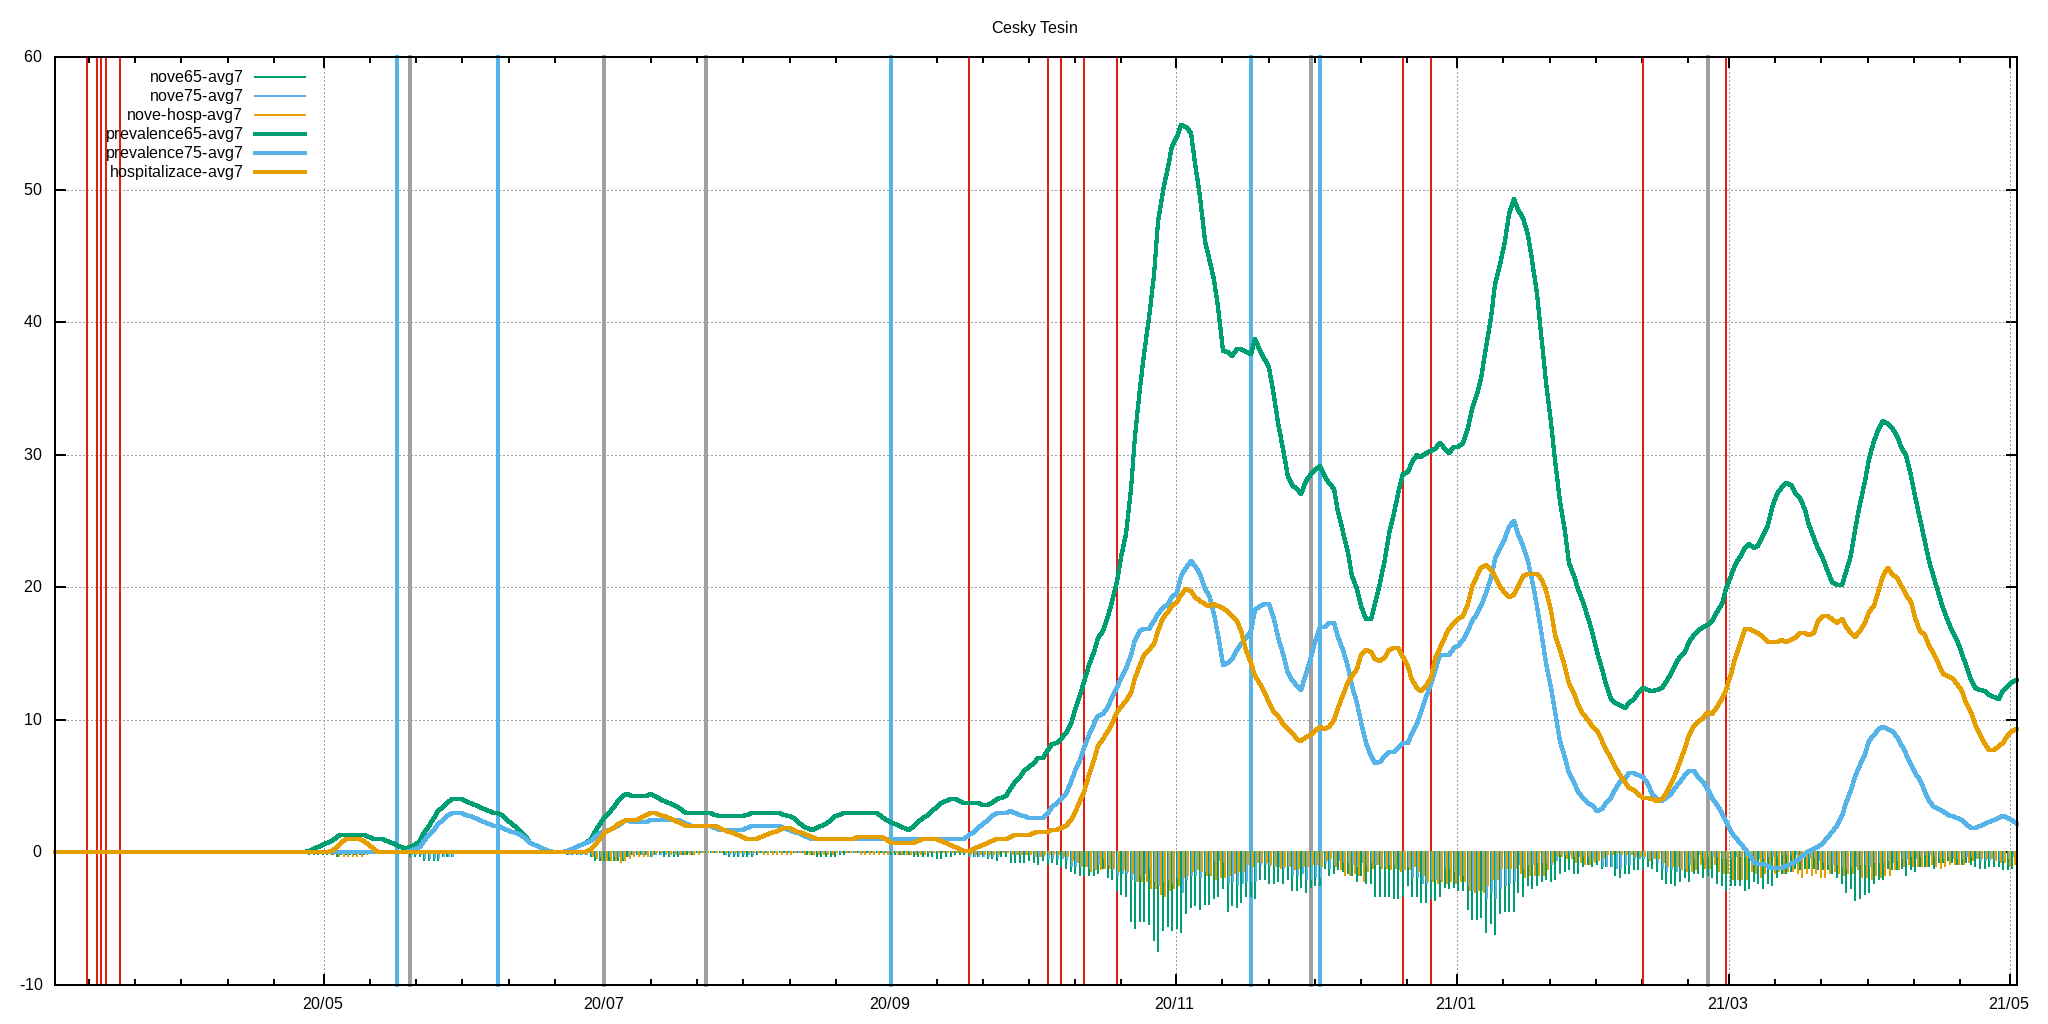 Cesky Tesin
60
50
40
30
20
10
0
-10
nove65-avg7
nove75-avg7
nove-hosp-avg7
prevalence65-avg7
prevalence75-avg7
hospitalizace-avg7
20/05 20/07 20/09 20/11 21/01 21/03 21/05